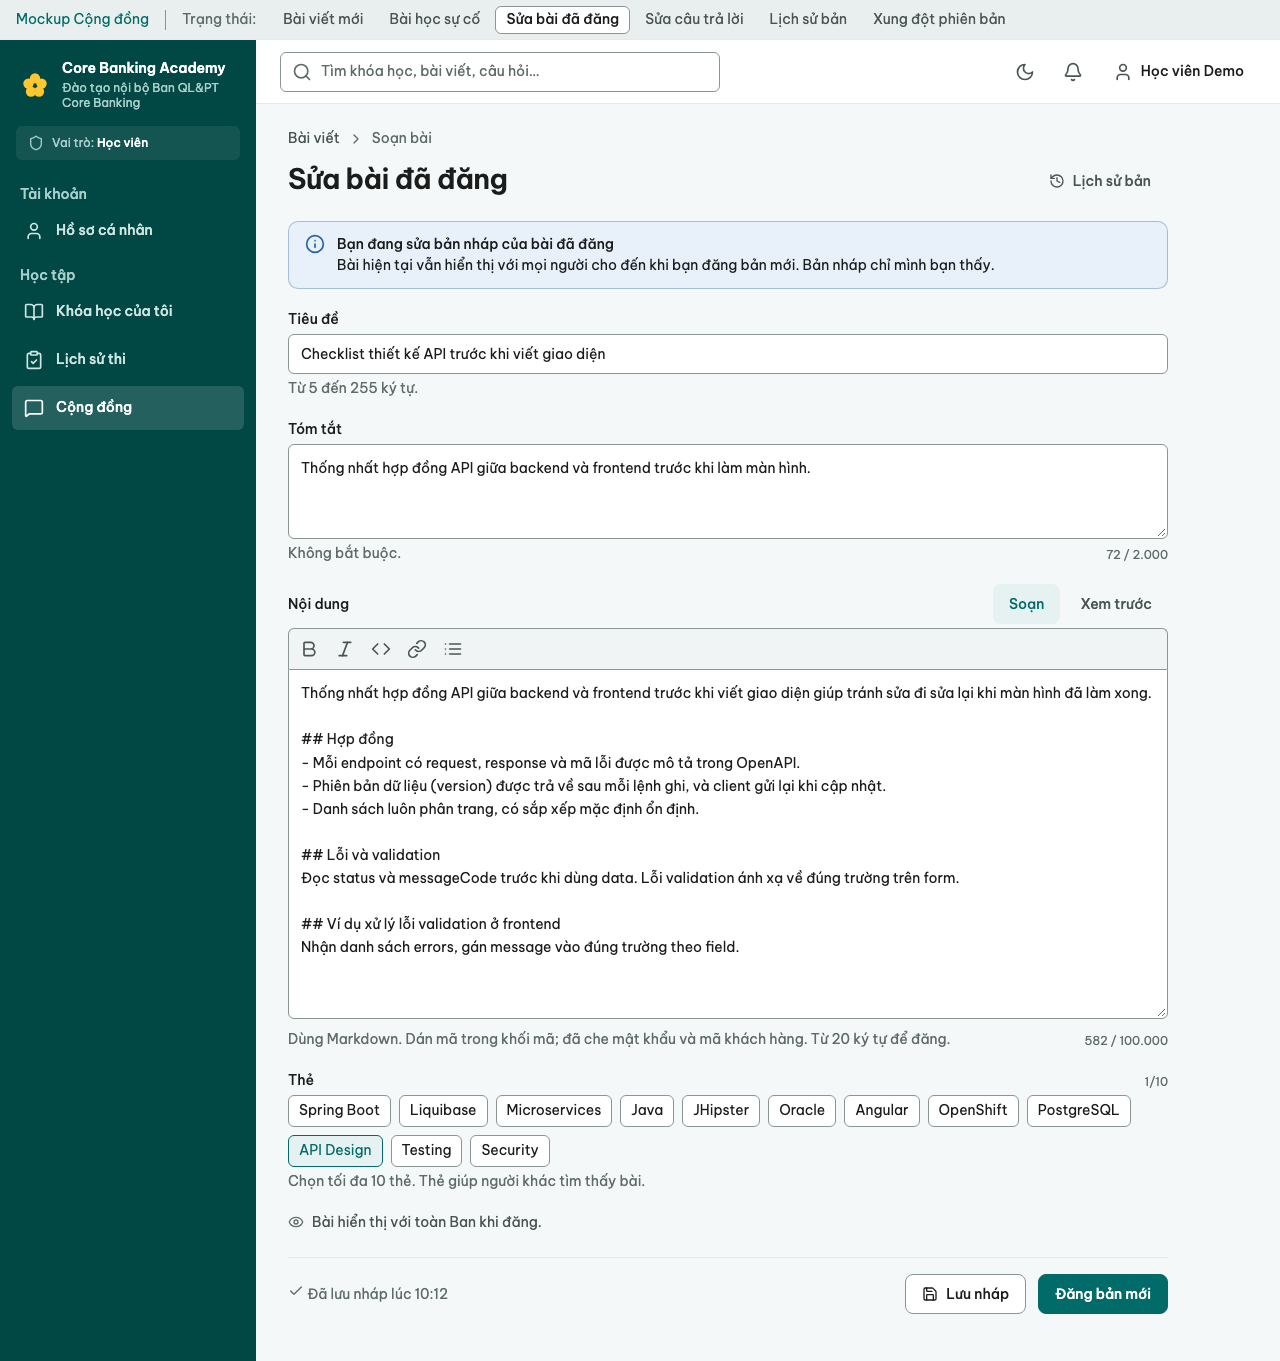 Mockup Cộng đồng
Trạng thái:
Bài viết mới
Bài học sự cố
Sửa bài đã đăng
Sửa câu trả lời
Lịch sử bản
Xung đột phiên bản
Core Banking Academy
Đào tạo nội bộ Ban QL&PT
Core Banking
Vai trò: Học viên
Tài khoản
Hồ sơ cá nhân
Học tập
Khóa học của tôi
Lịch sử thi
Cộng đồng
Tìm khóa học, bài viết, câu hỏi...
Học viên Demo
Bài viết
Soạn bài
Sửa bài đã đăng
Lịch sử bản
Bạn đang sửa bản nháp của bài đã đăng
Bài hiện tại vẫn hiển thị với mọi người cho đến khi bạn đăng bản mới. Bản nháp chỉ mình bạn thấy.
Tiêu đề
Checklist thiết kế API trước khi viết giao diện
Từ 5 đến 255 ký tự.
Tóm tắt
Thống nhất hợp đồng API giữa backend và frontend trước khi làm màn hình.
Không bắt buộc.
72 / 2.000
Nội dung
Soạn
Xem trước
Thống nhất hợp đồng API giữa backend và frontend trước khi viết giao diện giúp tránh sửa đi sửa lại khi màn hình đã làm xong.
## Hợp đồng
- Mỗi endpoint có request, response và mã lỗi được mô tả trong OpenAPI.
- Phiên bản dữ liệu (version) được trả về sau mỗi lệnh ghi, và client gửi lại khi cập nhật.
- Danh sách luôn phân trang, có sắp xếp mặc định ổn định.
## Lỗi và validation
Đọc status và messageCode trước khi dùng data. Lỗi validation ánh xạ về đúng trường trên form.
## Ví dụ xử lý lỗi validation ở frontend
Nhận danh sách errors, gán message vào đúng trường theo field.
Dùng Markdown. Dán mã trong khối mã; đã che mật khẩu và mã khách hàng. Từ 20 ký tự để đăng.
582 / 100.000
Thẻ
1/10
Spring Boot
Liquibase
Microservices
Java
JHipster
Oracle
Angular
OpenShift
PostgreSQL
API Design
Testing
Security
Chọn tối đa 10 thẻ. Thẻ giúp người khác tìm thấy bài.
Bài hiển thị với toàn Ban khi đăng.
Đã lưu nháp lúc 10:12
Lưu nháp
Đăng bản mới